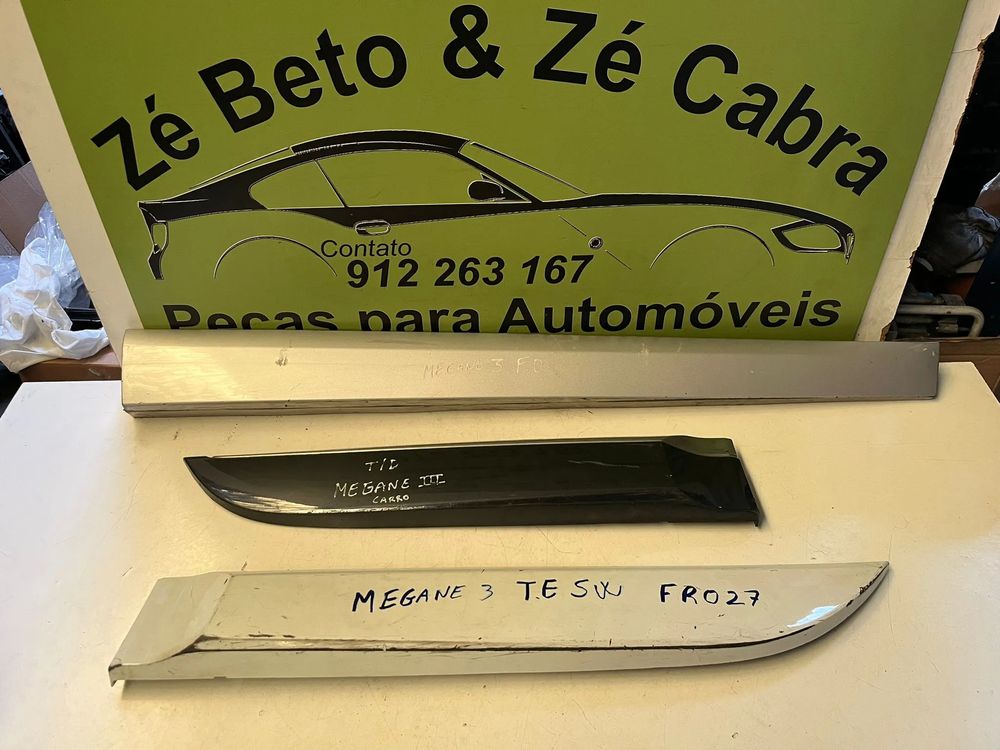 Zé Beto & Zé Cabra
Contato
912 263 167
Peças para Automóveis
MEGANE 3 F.D
T/D
MEGANE III
CARRO
MEGANE 3 T.E SW FR027